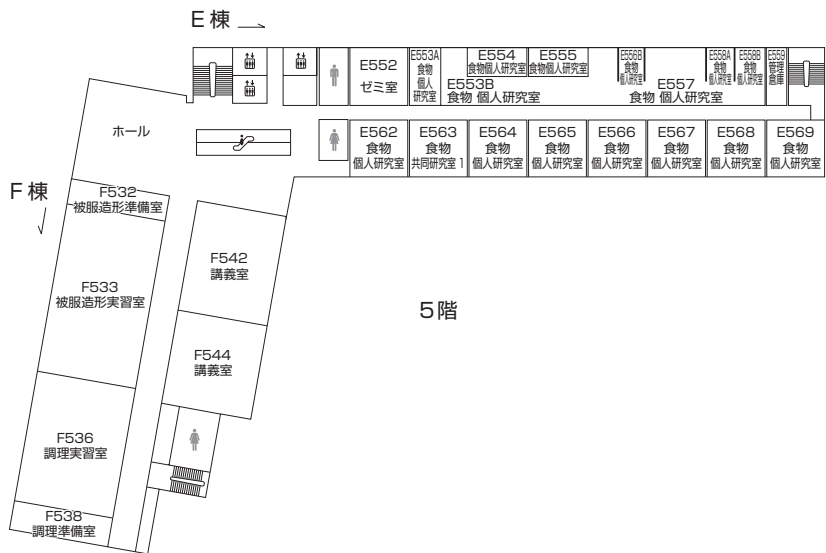 E棟
E552
ゼミ室
E553A
食物
個人
研究室
E554
食物個人研究室
E555
食物個人研究室
E553B
食物 個人研究室
E556B
食物
個人研究室
E557
食物 個人研究室
E558A
食物
個人研究室
E558B
食物
個人研究室
E559
管理
倉庫
ホール
E562
食物
個人研究室
E563
食物
共同研究室1
E564
食物
個人研究室
E565
食物
個人研究室
E566
食物
個人研究室
E567
食物
個人研究室
E568
食物
個人研究室
E569
食物
個人研究室
F棟
F532
被服造形準備室
F533
被服造形実習室
F542
講義室
5階
F544
講義室
F536
調理実習室
F538
調理準備室